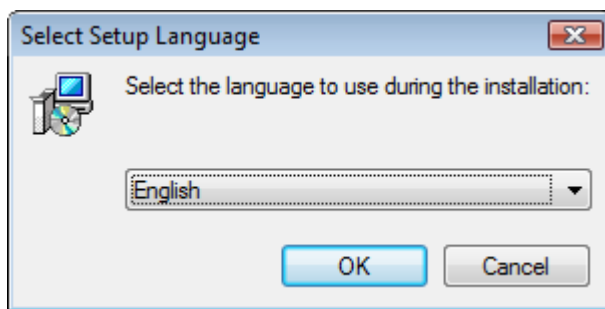 Select Setup Language
Select the language to use during the installation:
English
OK
Cancel